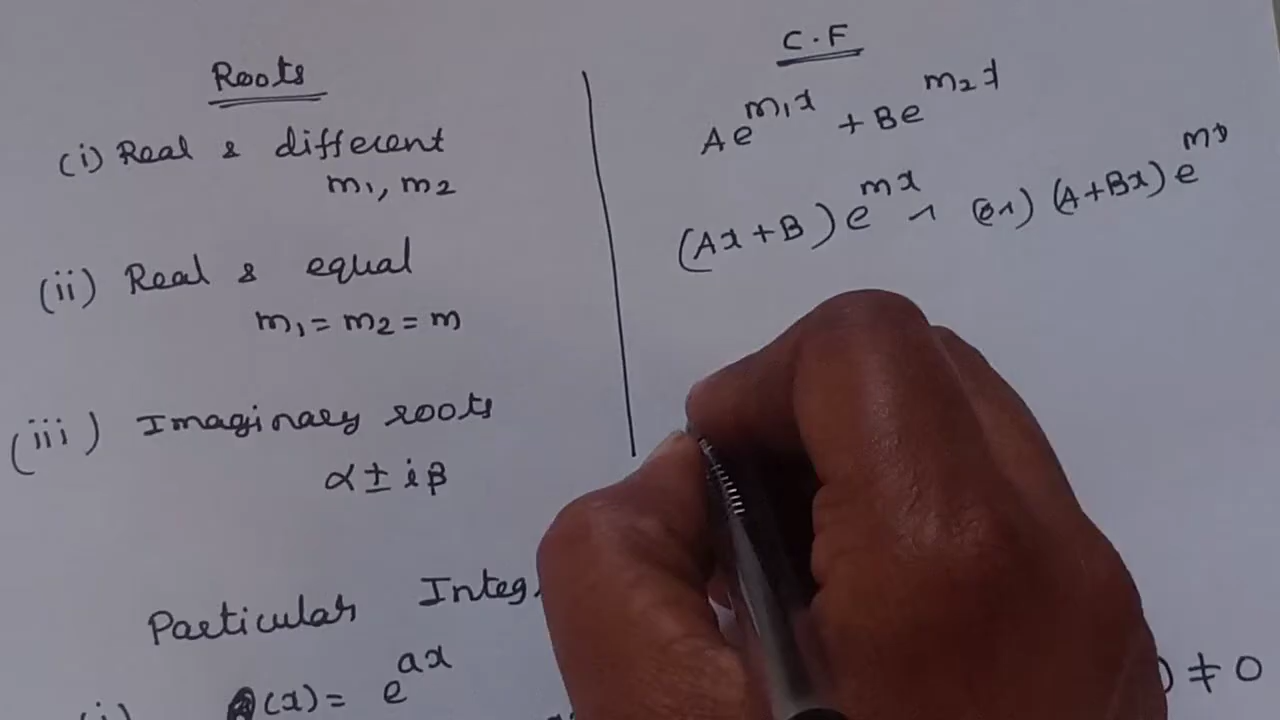 Roots
C.F
(i) Real & different
m₁, m₂
Ae^{m₁x} + Be^{m₂x}
(ii) Real & equal
m₁ = m₂ = m
(Ax + B) e^{mx}, (or) (A + Bx) e^{mx}
(iii) Imaginary roots
α ± iβ
Particular
(i) (x) = e^{ax}
≠ 0